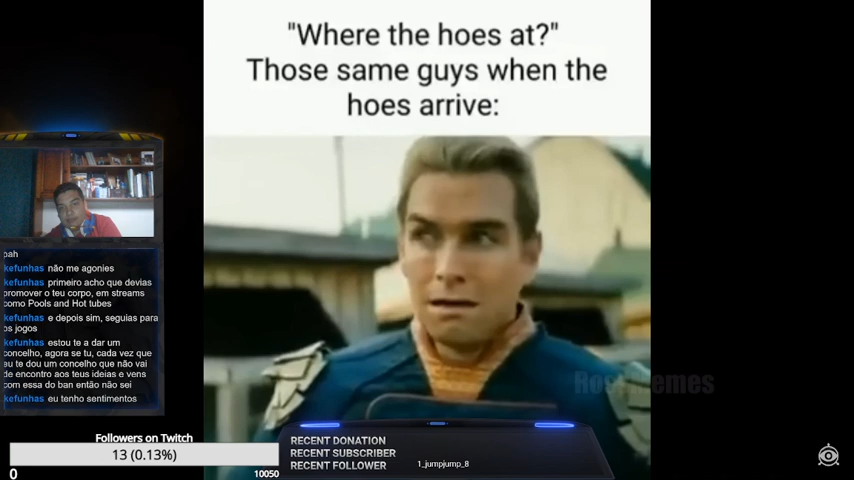 "Where the hoes at?"
Those same guys when the
hoes arrive:
pah
kefunhas não me agonies
kefunhas primeiro acho que devias
promover o teu corpo, em streams
como Pools and Hot tubes
kefunhas e depois sim, seguias para
os jogos
kefunhas estou te a dar um
concelho, agora se tu, cada vez que
eu te dou um concelho que não vai
de encontro aos teus ideias e vens
com essa do ban então não sei
kefunhas eu tenho sentimentos
Followers on Twitch
13 (0.13%)
0
10050
RECENT DONATION
RECENT SUBSCRIBER
RECENT FOLLOWER
1_jumpjump_8